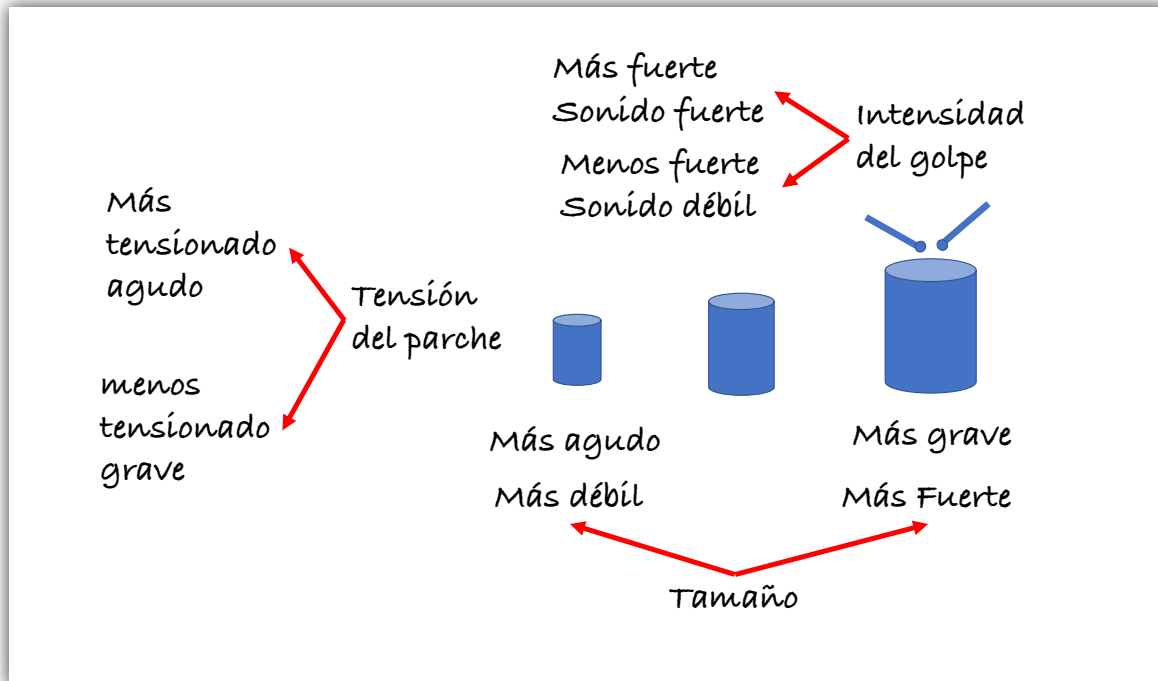 Más fuerte
Sonido fuerte
Menos fuerte
Sonido débil
Intensidad
del golpe
Más
tensionado
agudo
Tensión
del parche
menos
tensionado
grave
Más agudo
Más débil
Más grave
Más Fuerte
Tamaño